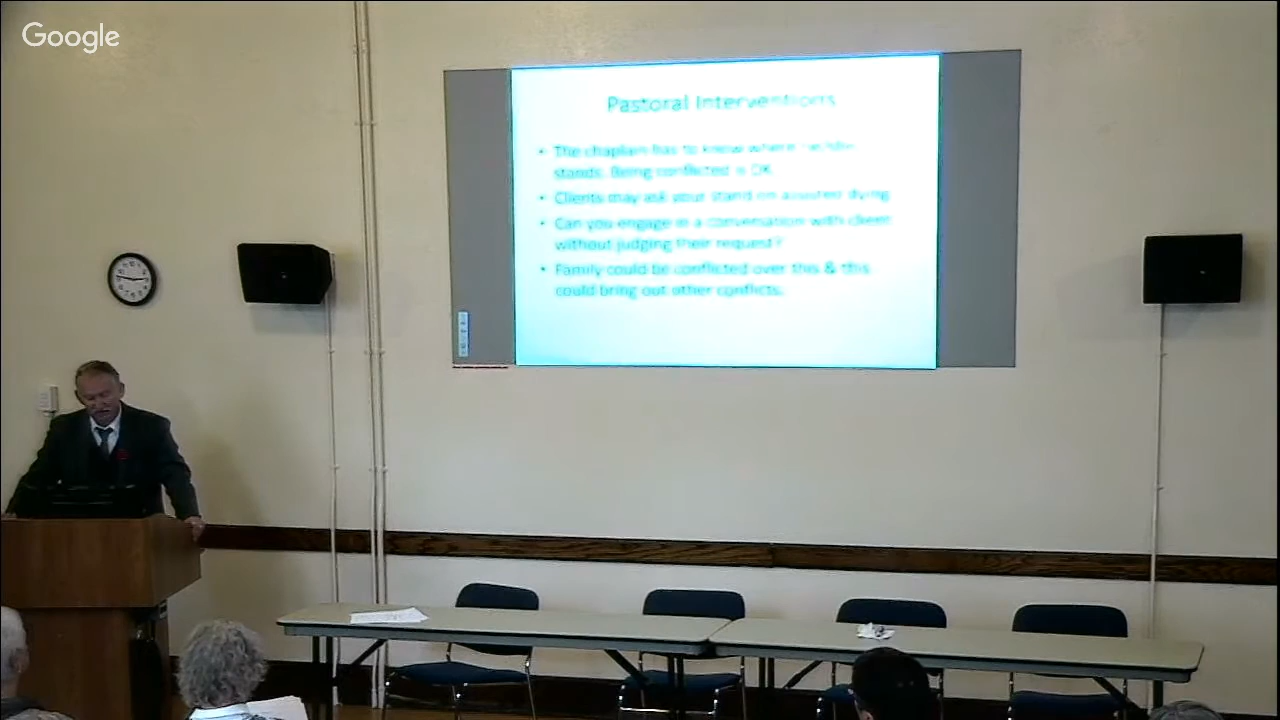 Google
Pastoral Interventions
• The chaplain has to know where he/she
stands. Being conflicted is OK
• Clients may ask your stand on assisted dying
• Can you engage in a conversation with client
without judging their request?
• Family could be conflicted over this & this
could bring out other conflicts.